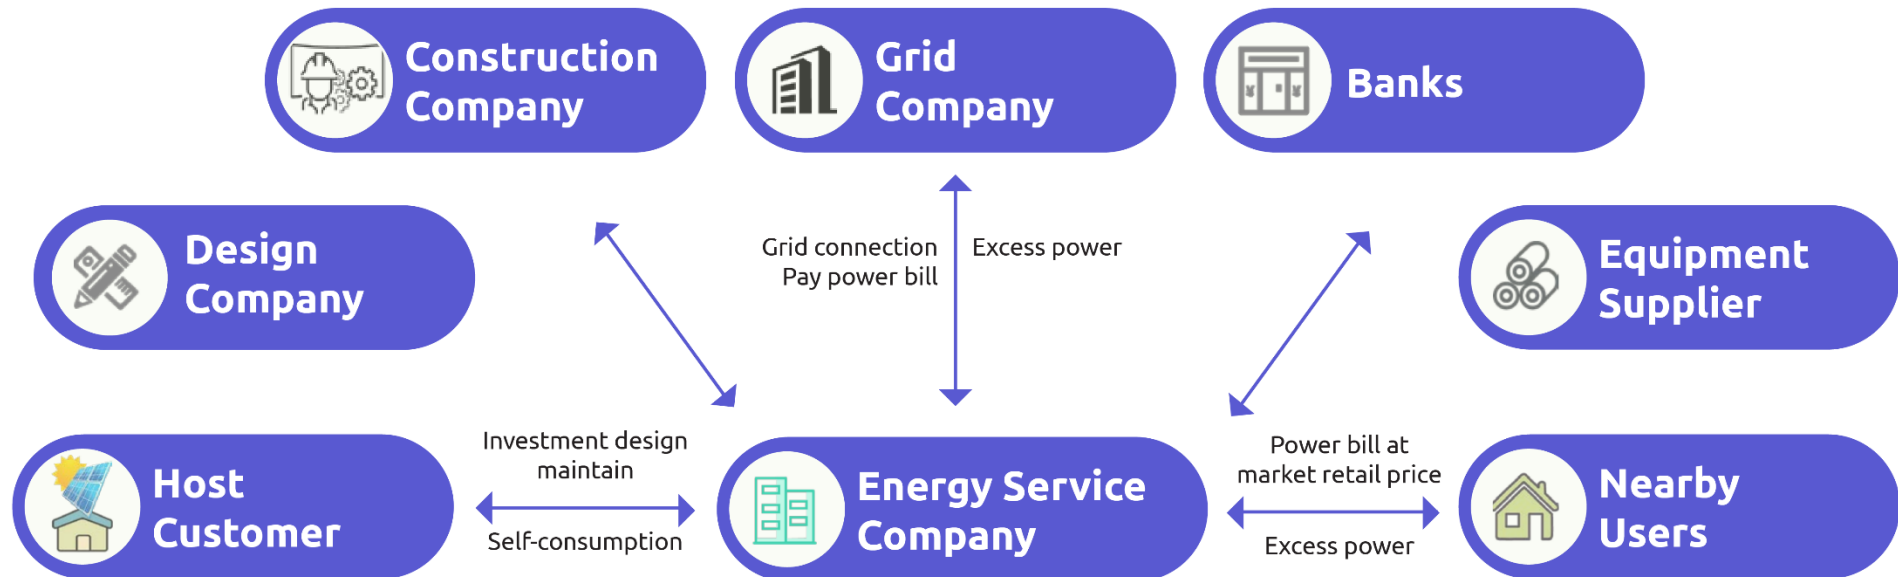 Construction
Company
Grid
Company
Banks
Design
Company
Grid connection
Pay power bill
Excess power
Equipment
Supplier
Host
Customer
Investment design
maintain
Self-consumption
Energy Service
Company
Power bill at
market retail price
Excess power
Nearby
Users